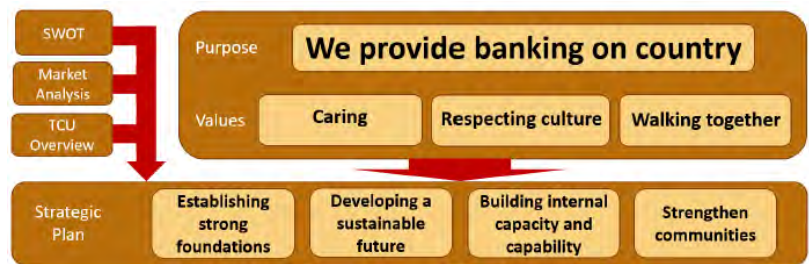 SWOT
Market
Analysis
TCU
Overview
Purpose
We provide banking on country
Values
Caring
Respecting culture
Walking together
Strategic
Plan
Establishing
strong
foundations
Developing a
sustainable
future
Building internal
capacity and
capability
Strengthen
communities